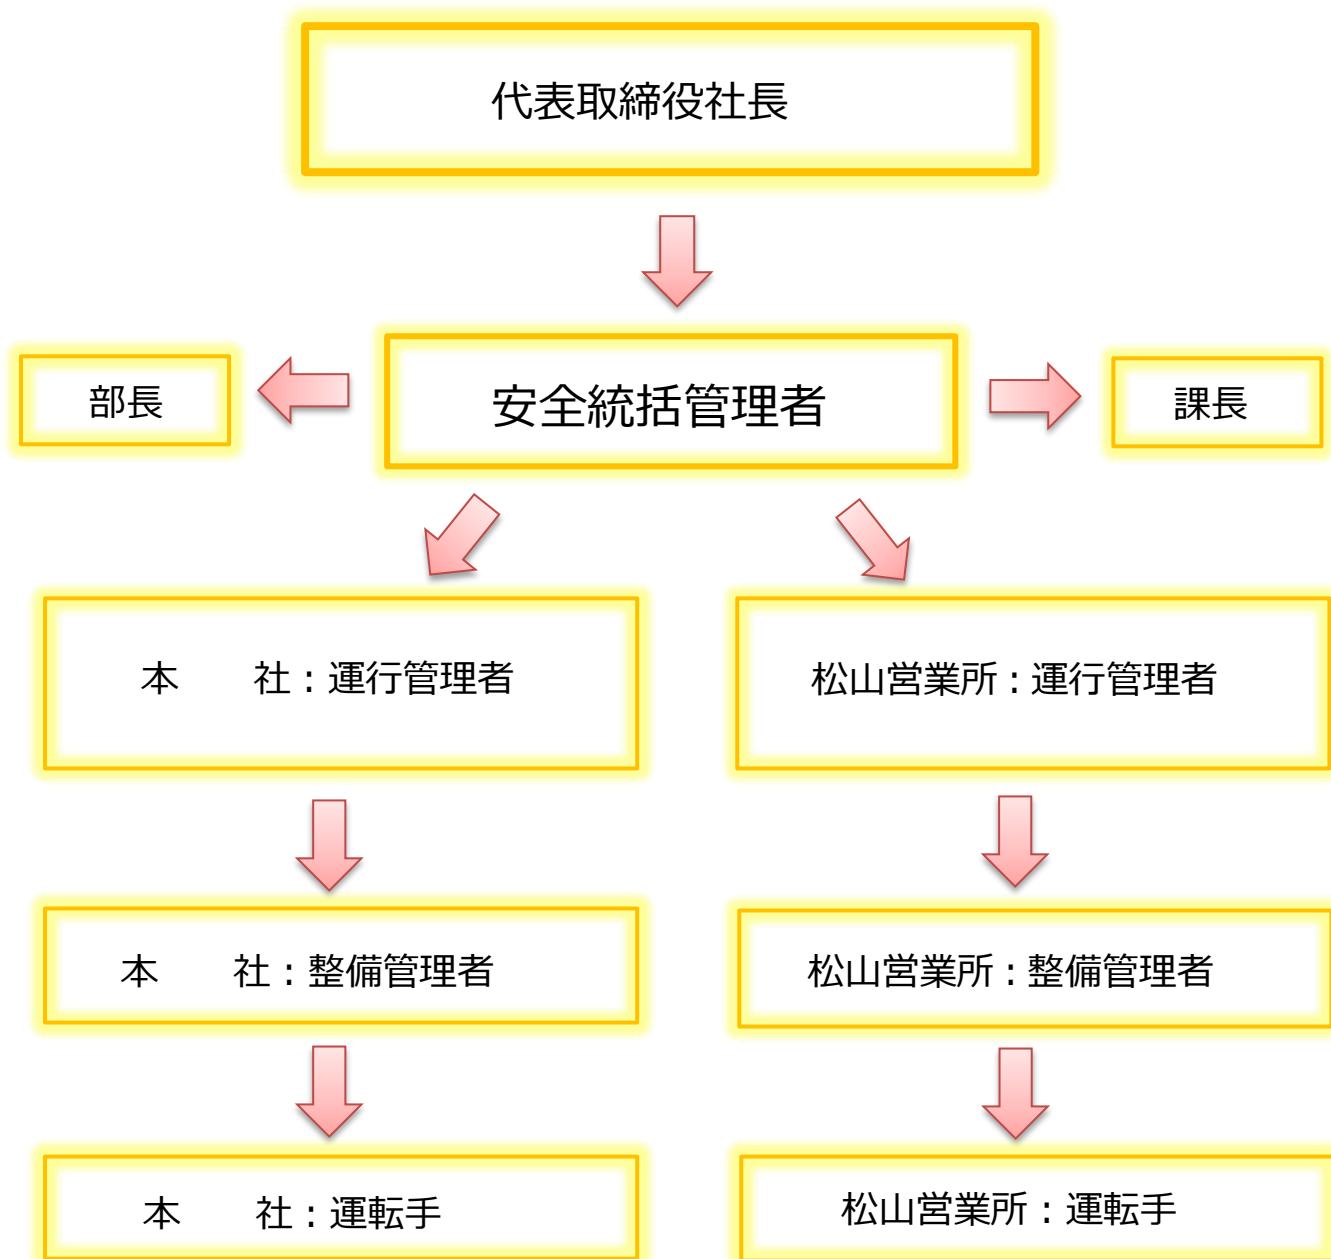 代表取締役社長
部長
安全統括管理者
課長
本　　社：運行管理者
松山営業所：運行管理者
本　　社：整備管理者
松山営業所：整備管理者
本　　社：運転手
松山営業所：運転手